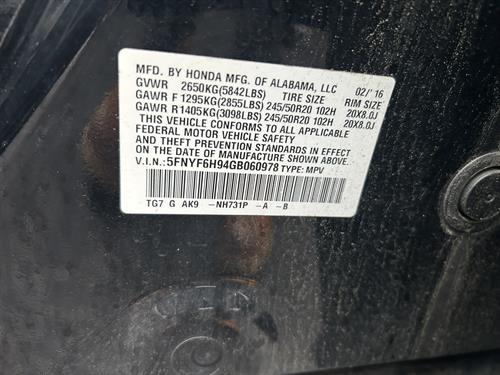 MFD. BY HONDA MFG. OF ALABAMA, LLC 02/'16
GVWR 2650KG(5842LBS) TIRE SIZE RIM SIZE
GAWR F 1295KG(2855LBS) 245/50R20 102H 20X8.0J
GAWR R1405KG(3098LBS) 245/50R20 102H 20X8.0J
THIS VEHICLE CONFORMS TO ALL APPLICABLE
FEDERAL MOTOR VEHICLE SAFETY
AND THEFT PREVENTION STANDARDS IN EFFECT
ON THE DATE OF MANUFACTURE SHOWN ABOVE.
V.I.N.: 5FNYF6H94GB060978 TYPE: MPV
TG7 G AK9 -NH731P -A -B